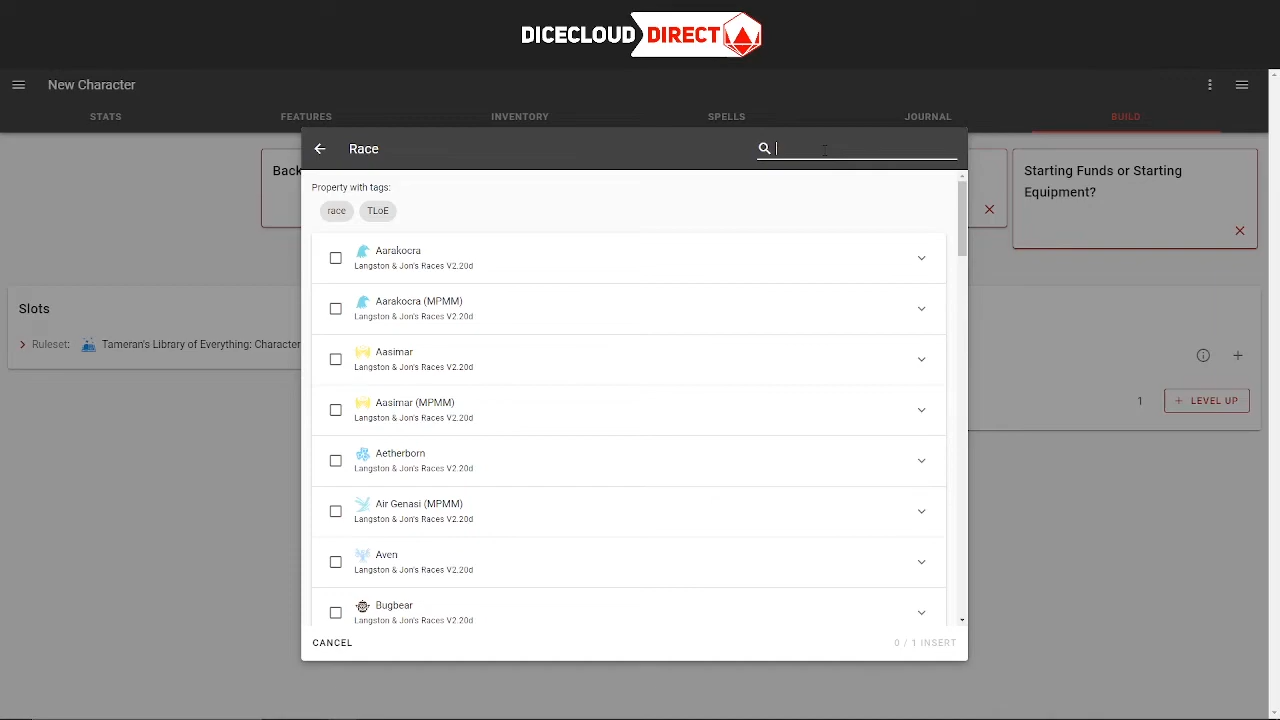 DICECLOUD DIRECT
New Character
STATS
FEATURES
INVENTORY
SPELLS
JOURNAL
BUILD
Back
Race
Starting Funds or Starting
Equipment?
Property with tags:
race
TLoE
Aarakocra
Langston & Jon's Races V2.20d
Aarakocra (MPMM)
Langston & Jon's Races V2.20d
Aasimar
Langston & Jon's Races V2.20d
Aasimar (MPMM)
Langston & Jon's Races V2.20d
Aetherborn
Langston & Jon's Races V2.20d
Air Genasi (MPMM)
Langston & Jon's Races V2.20d
Aven
Langston & Jon's Races V2.20d
Bugbear
Langston & Jon's Races V2.20d
CANCEL
0 / 1 INSERT
Slots
Ruleset: Tameran's Library of Everything: Character
1
+ LEVEL UP